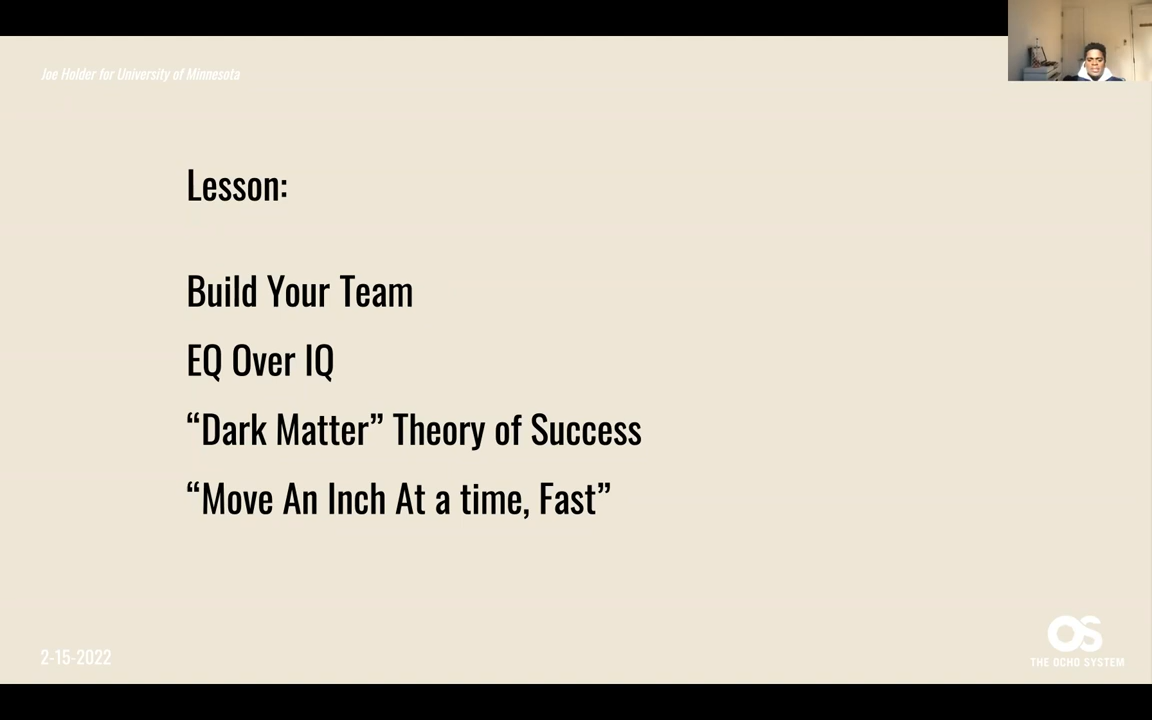 Joe Holder for University of Minnesota
Lesson:
Build Your Team
EQ Over IQ
“Dark Matter” Theory of Success
“Move An Inch At a time, Fast”
2-15-2022
OS
THE OCHO SYSTEM